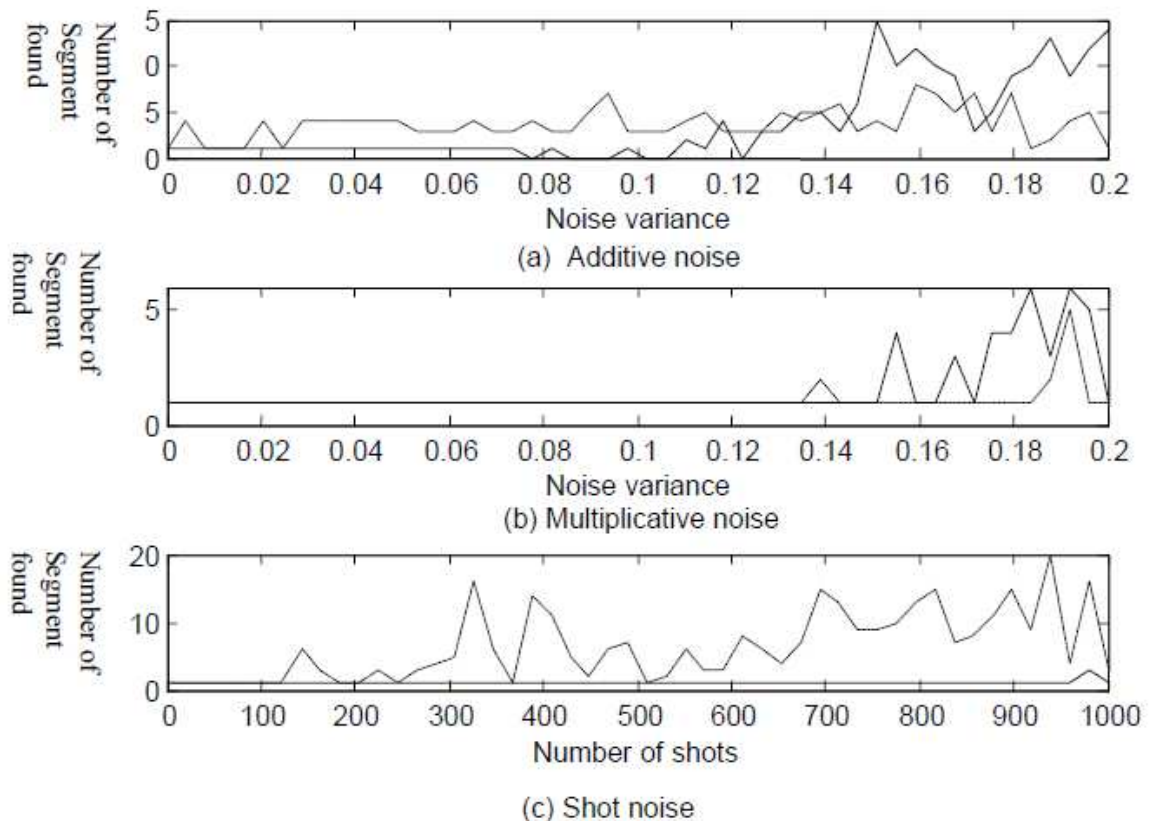 Number of
Segment
found
5
0
5
0
0 0.02 0.04 0.06 0.08 0.1 0.12 0.14 0.16 0.18 0.2
Noise variance
(a) Additive noise
Number of
Segment
found
5
0
0 0.02 0.04 0.06 0.08 0.1 0.12 0.14 0.16 0.18 0.2
Noise variance
(b) Multiplicative noise
Number of
Segment
found
20
10
0
0 100 200 300 400 500 600 700 800 900 1000
Number of shots
(c) Shot noise